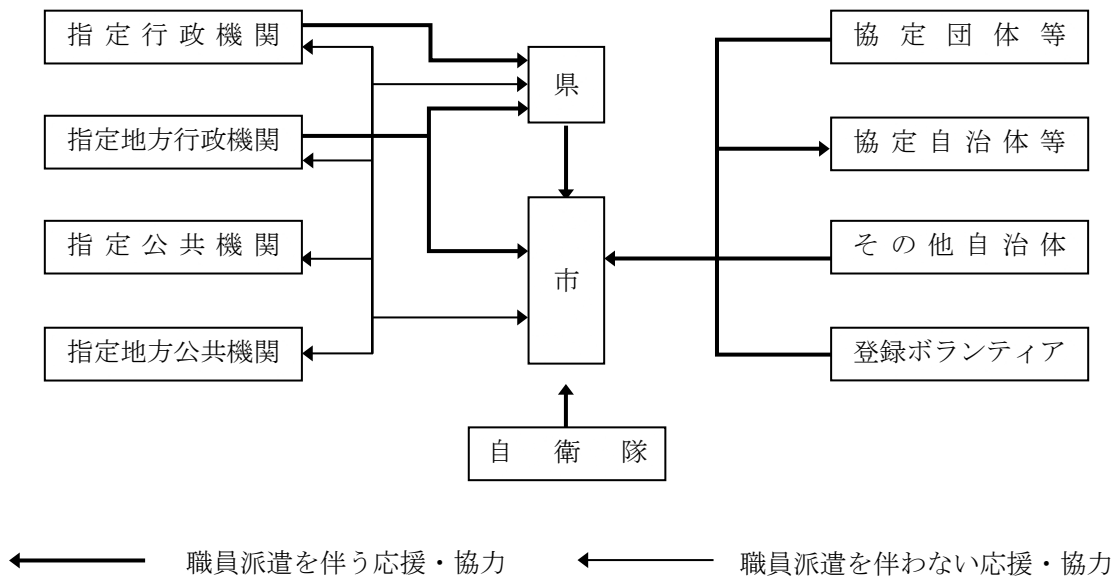 指定行政機関
指定地方行政機関
指定公共機関
指定地方公共機関
県
市
自衛隊
協定団体等
協定自治体等
その他自治体
登録ボランティア
職員派遣を伴う応援・協力
職員派遣を伴わない応援・協力